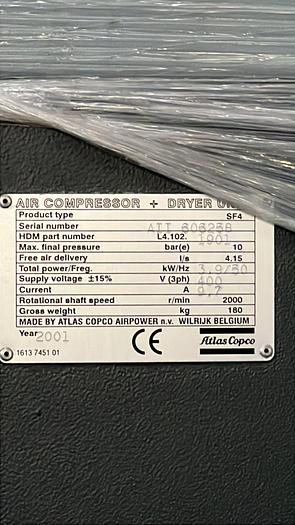 AIR COMPRESSOR + DRYER UNIT
Product type SF4
Serial number AII 606258
HDM part number L4.102. 1901
Max. final pressure bar(e) 10
Free air delivery l/s 4.15
Total power/Freq. kW/Hz 3.9/50
Supply voltage ±15% V (3ph) 400
Current A 9.7
Rotational shaft speed r/min 2000
Gross weight kg 180
MADE BY ATLAS COPCO AIRPOWER n.v. WILRIJK BELGIUM
Year 2001
CE Atlas Copco
1613 7451 01